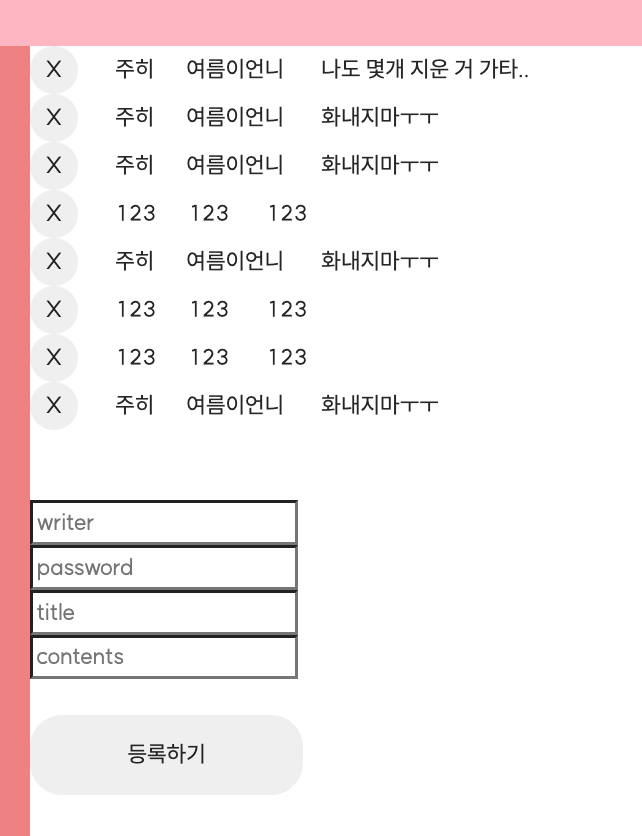 X 주히 여름이언니 나도 몇개 지운 거 가타..
X 주히 여름이언니 화내지마ㅜㅜ
X 주히 여름이언니 화내지마ㅜㅜ
X 123 123 123
X 주히 여름이언니 화내지마ㅜㅜ
X 123 123 123
X 123 123 123
X 주히 여름이언니 화내지마ㅜㅜ
writer
password
title
contents
등록하기